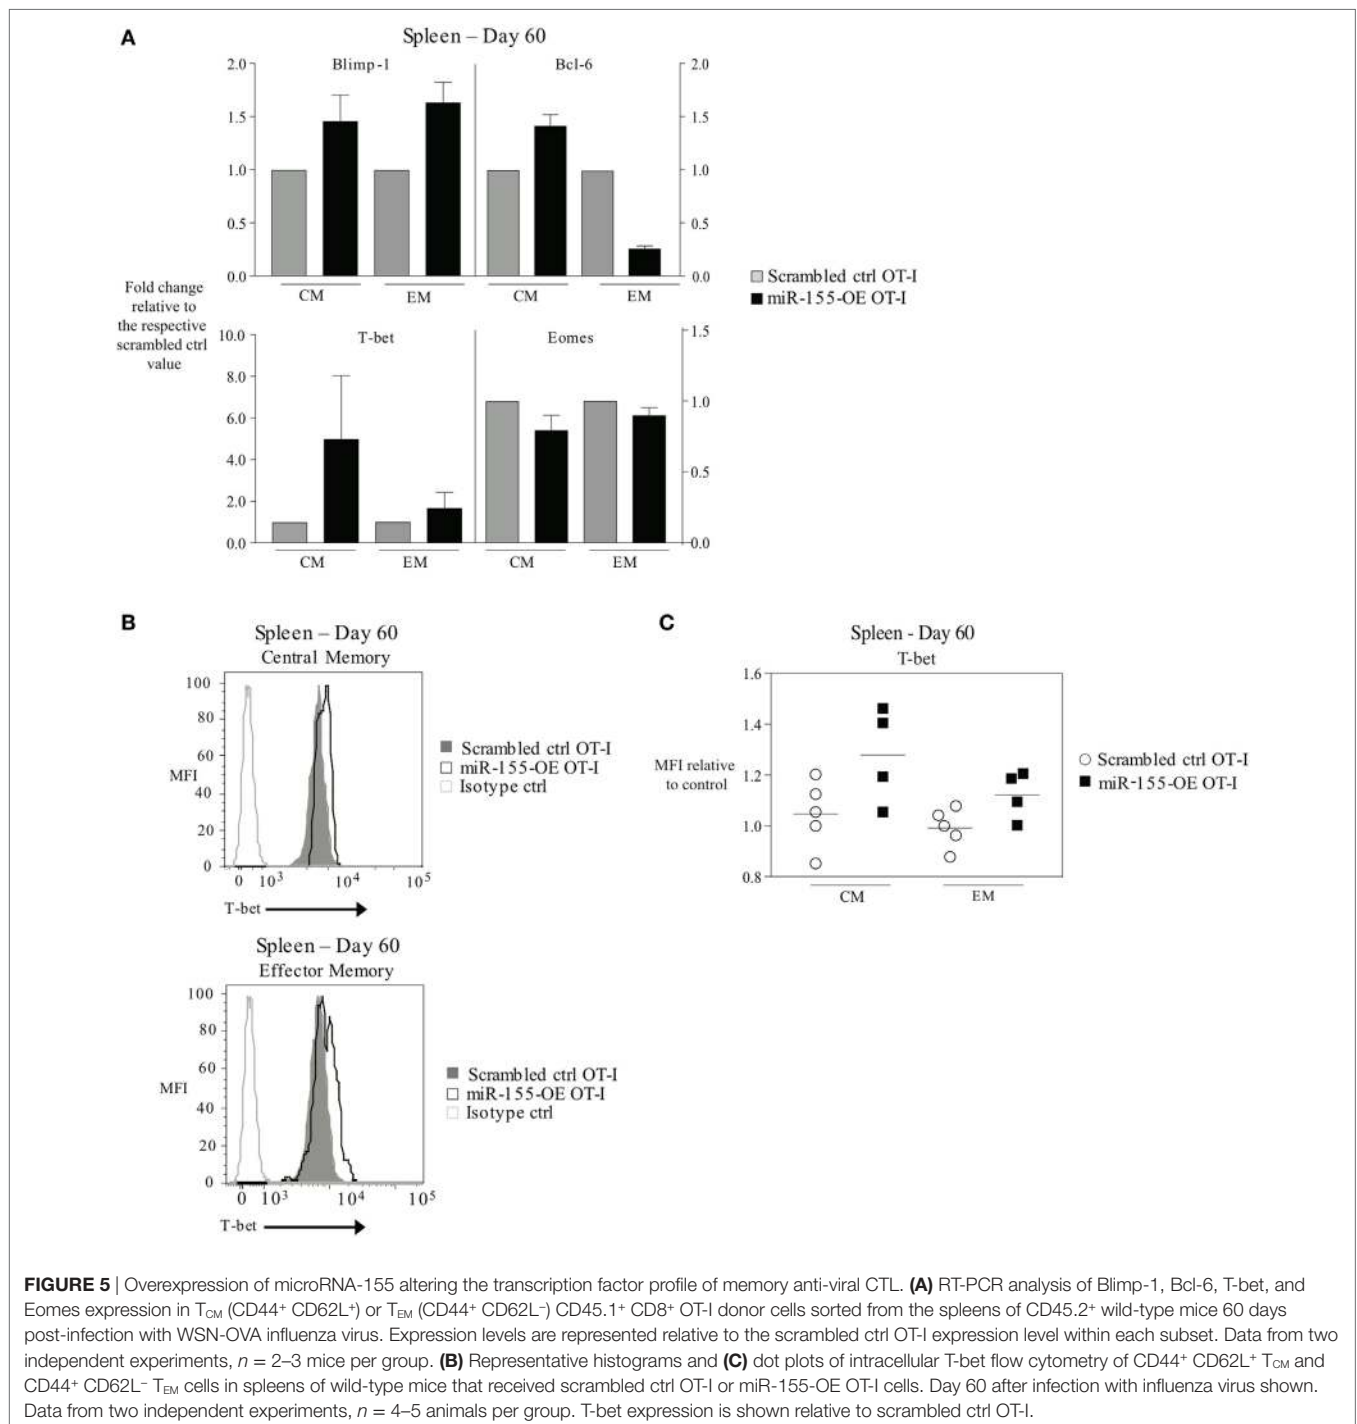 A
Spleen – Day 60
Blimp-1
Bcl-6
2.0
1.5
1.0
0.5
0.0
2.0
1.5
1.0
0.5
0.0
CM
EM
CM
EM
Fold change
relative to
the respective
scrambled ctrl
value
Scrambled ctrl OT-I
miR-155-OE OT-I
T-bet
Eomes
10.0
8.0
6.0
4.0
2.0
0.0
1.5
1.0
0.5
0.0
CM
EM
CM
EM
B
Spleen – Day 60
Central Memory
100
80
60
40
20
0
MFI
0 10³ 10⁴ 10⁵
T-bet
Scrambled ctrl OT-I
miR-155-OE OT-I
Isotype ctrl
Spleen – Day 60
Effector Memory
100
80
60
40
20
0
MFI
0 10³ 10⁴ 10⁵
T-bet
Scrambled ctrl OT-I
miR-155-OE OT-I
Isotype ctrl
C
Spleen - Day 60
T-bet
1.6
1.4
1.2
1.0
0.8
MFI relative
to control
CM
EM
Scrambled ctrl OT-I
miR-155-OE OT-I
FIGURE 5 | Overexpression of microRNA-155 altering the transcription factor profile of memory anti-viral CTL. (A) RT-PCR analysis of Blimp-1, Bcl-6, T-bet, and
Eomes expression in T_CM (CD44⁺ CD62L⁺) or T_EM (CD44⁺ CD62L⁻) CD45.1⁺ CD8⁺ OT-I donor cells sorted from the spleens of CD45.2⁺ wild-type mice 60 days
post-infection with WSN-OVA influenza virus. Expression levels are represented relative to the scrambled ctrl OT-I expression level within each subset. Data from two
independent experiments, n = 2–3 mice per group. (B) Representative histograms and (C) dot plots of intracellular T-bet flow cytometry of CD44⁺ CD62L⁺ T_CM and
CD44⁺ CD62L⁻ T_EM cells in spleens of wild-type mice that received scrambled ctrl OT-I or miR-155-OE OT-I cells. Day 60 after infection with influenza virus shown.
Data from two independent experiments, n = 4–5 animals per group. T-bet expression is shown relative to scrambled ctrl OT-I.